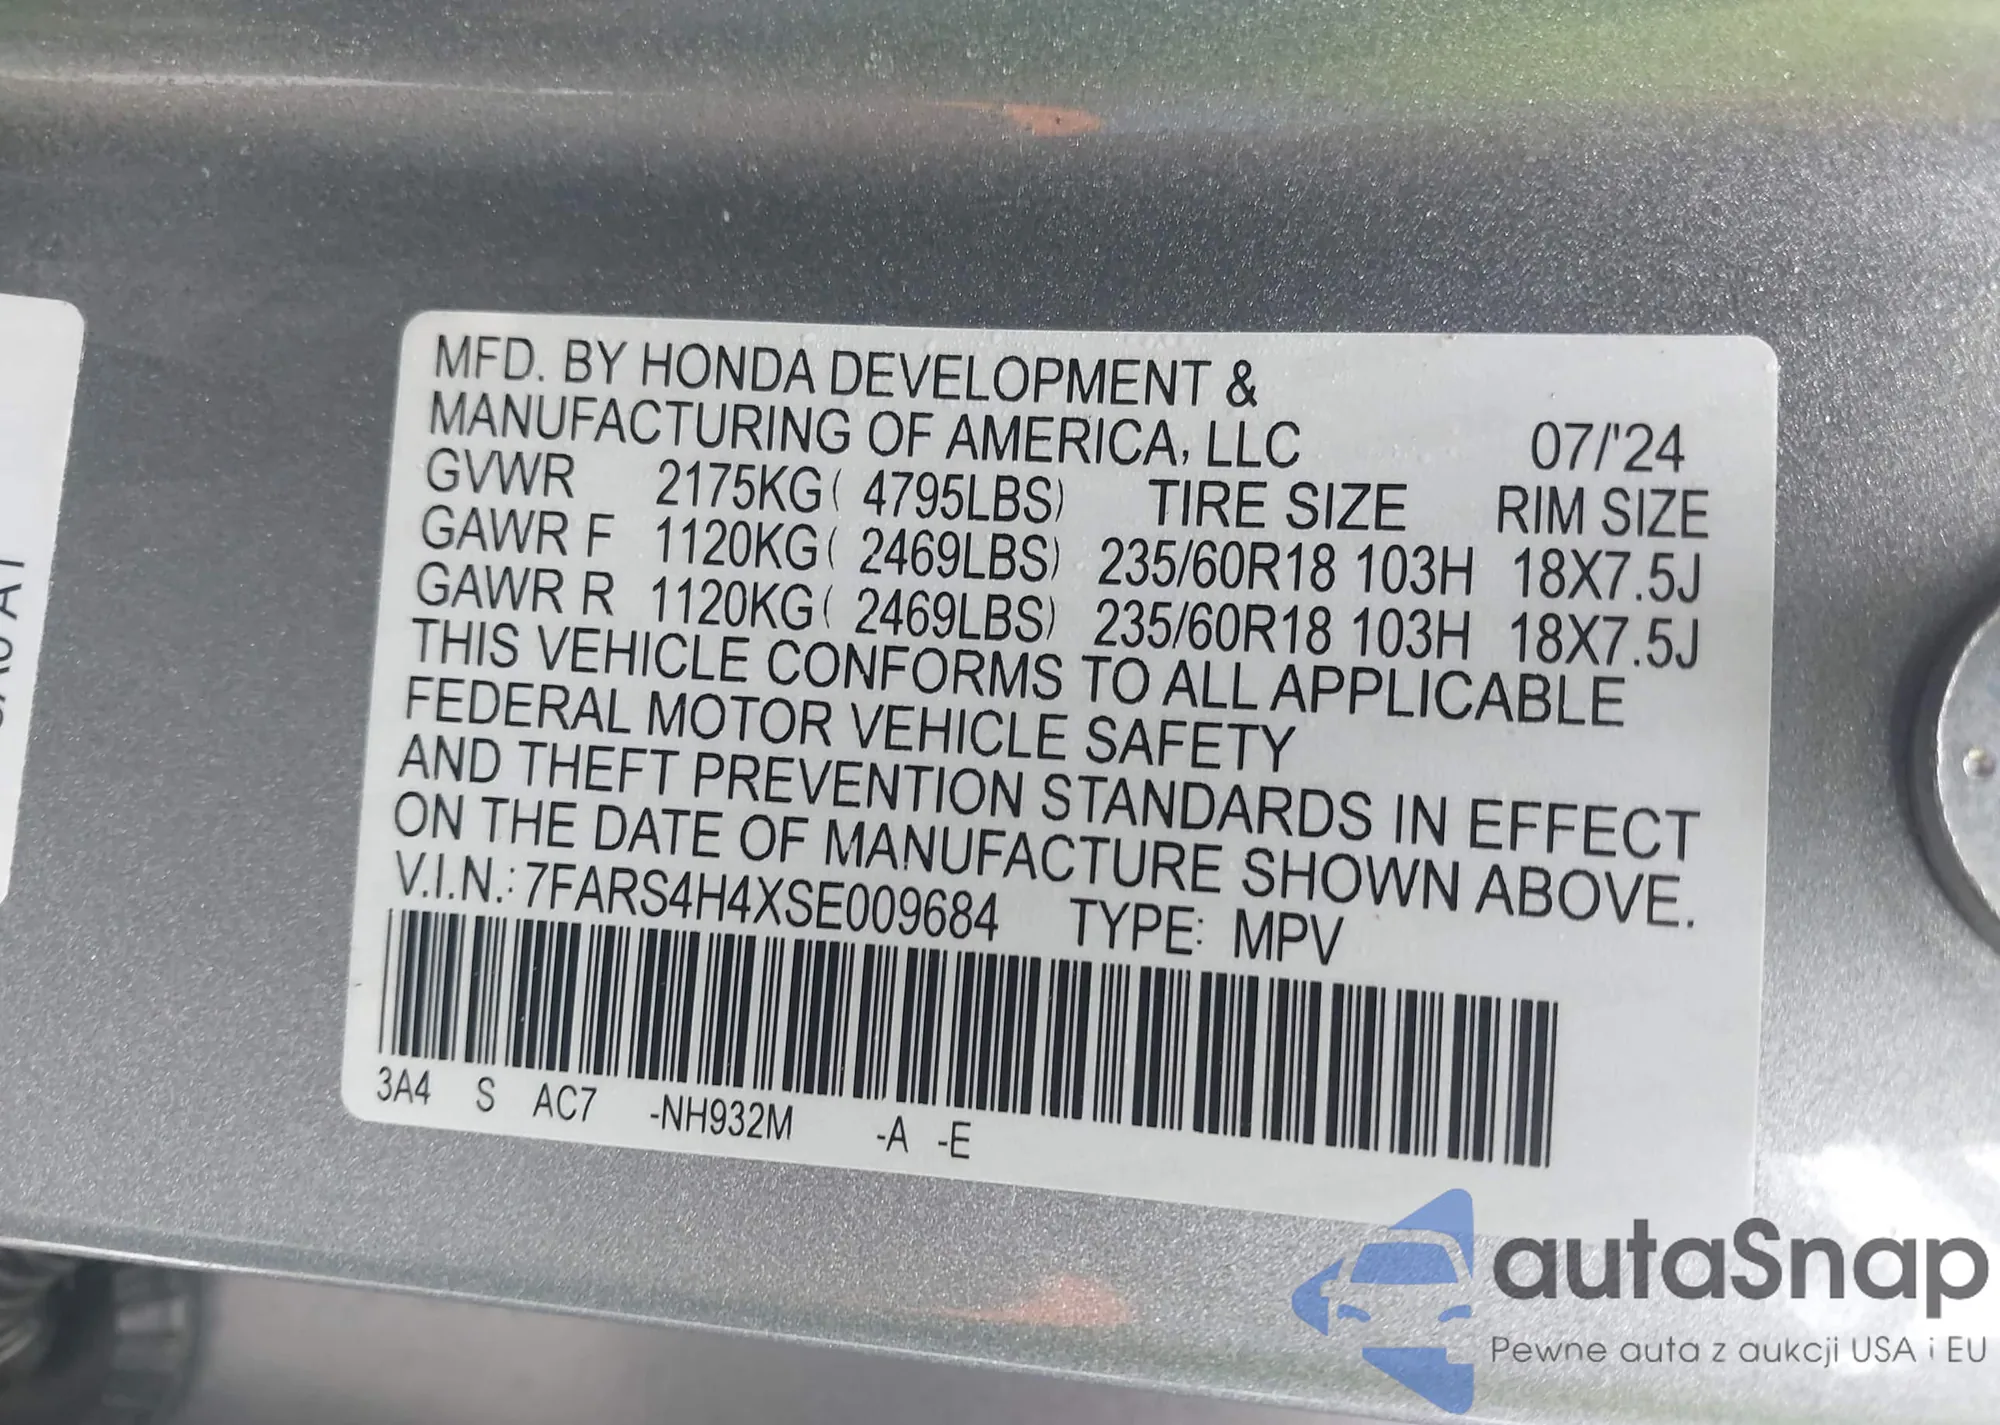 MFD. BY HONDA DEVELOPMENT &
MANUFACTURING OF AMERICA, LLC 07/'24
GVWR 2175KG( 4795LBS) TIRE SIZE RIM SIZE
GAWR F 1120KG( 2469LBS) 235/60R18 103H 18X7.5J
GAWR R 1120KG( 2469LBS) 235/60R18 103H 18X7.5J
THIS VEHICLE CONFORMS TO ALL APPLICABLE
FEDERAL MOTOR VEHICLE SAFETY
AND THEFT PREVENTION STANDARDS IN EFFECT
ON THE DATE OF MANUFACTURE SHOWN ABOVE.
V.I.N.: 7FARS4H4XSE009684 TYPE: MPV
3A4 S AC7 -NH932M -A -E
autaSnap
Pewne auta z aukcji USA i EU